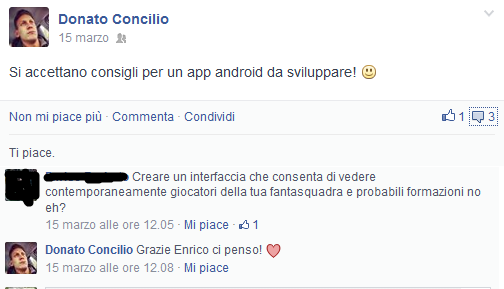 Donato Concilio
15 marzo
Si accettano consigli per un app android da sviluppare!
Non mi piace più · Commenta · Condividi 1 3
Ti piace.
Creare un interfaccia che consenta di vedere
contemporaneamente giocatori della tua fantasquadra e probabili formazioni no
eh?
15 marzo alle ore 12.05 · Mi piace · 1
Donato Concilio Grazie Enrico ci penso!
15 marzo alle ore 12.08 · Mi piace